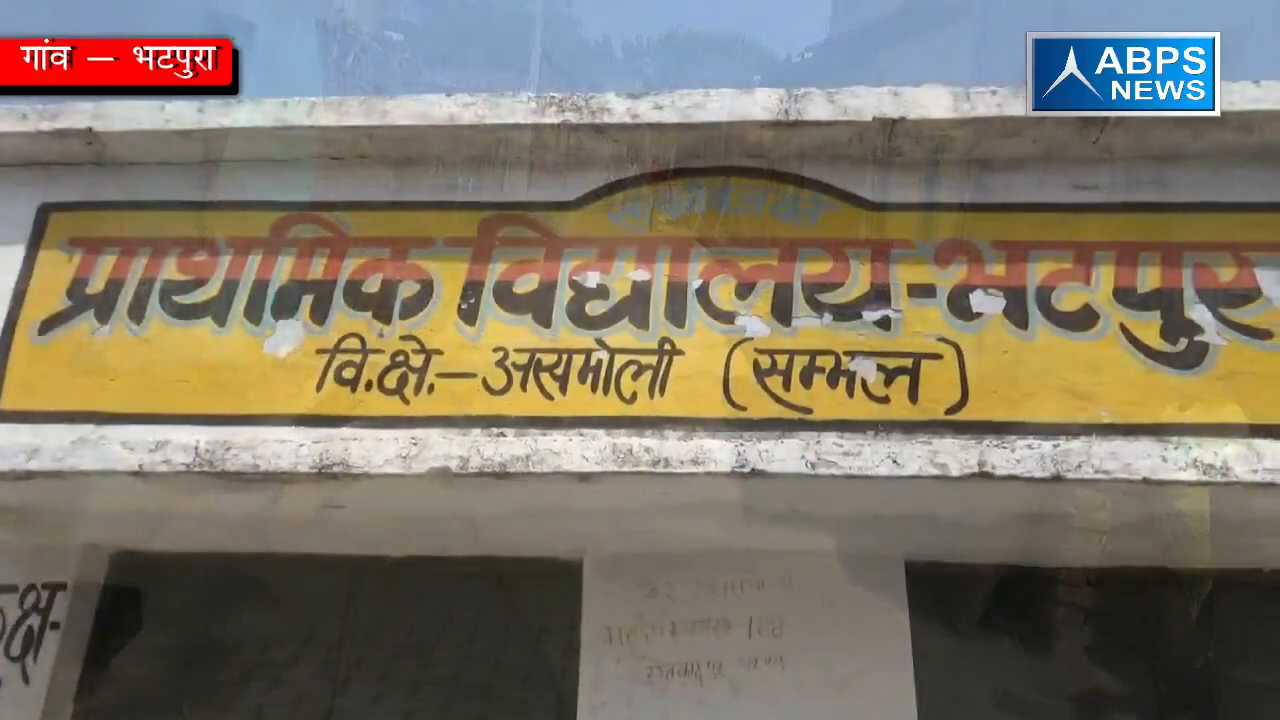 गांव — भटपुरा
ABPS
NEWS
प्राथमिक विद्यालय-भटपुर
वि.क्षे.-अस्मोली (सम्भल)
क्ष-